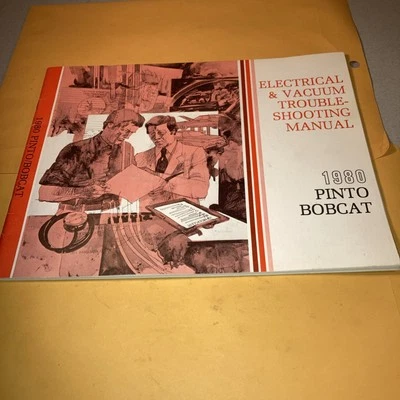 1980 PINTO/BOBCAT
ELECTRICAL
& VACUUM
TROUBLE-
SHOOTING
MANUAL
1980
PINTO
BOBCAT